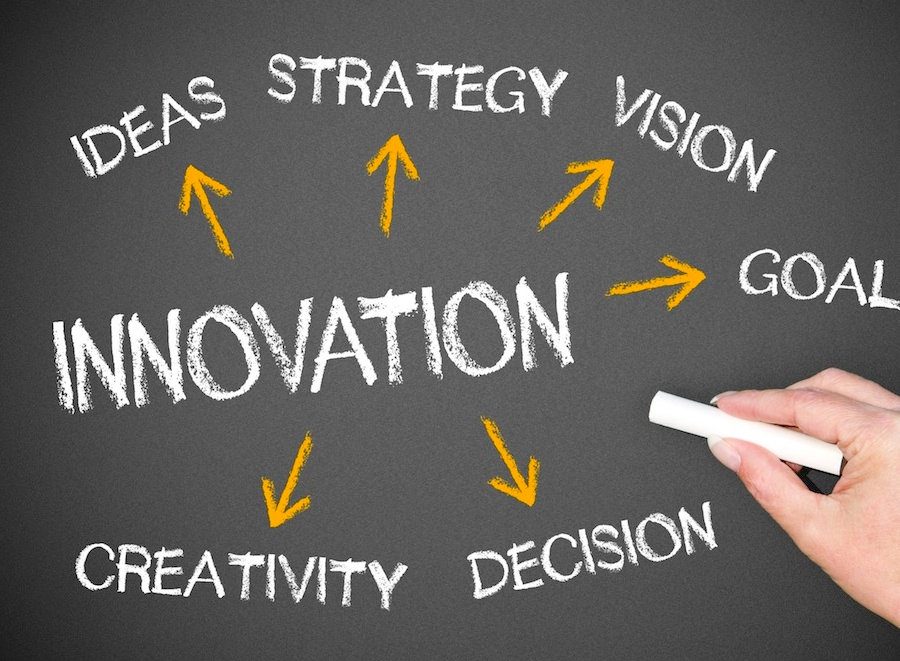 IDEAS
STRATEGY
VISION
GOAL
INNOVATION
CREATIVITY
DECISION